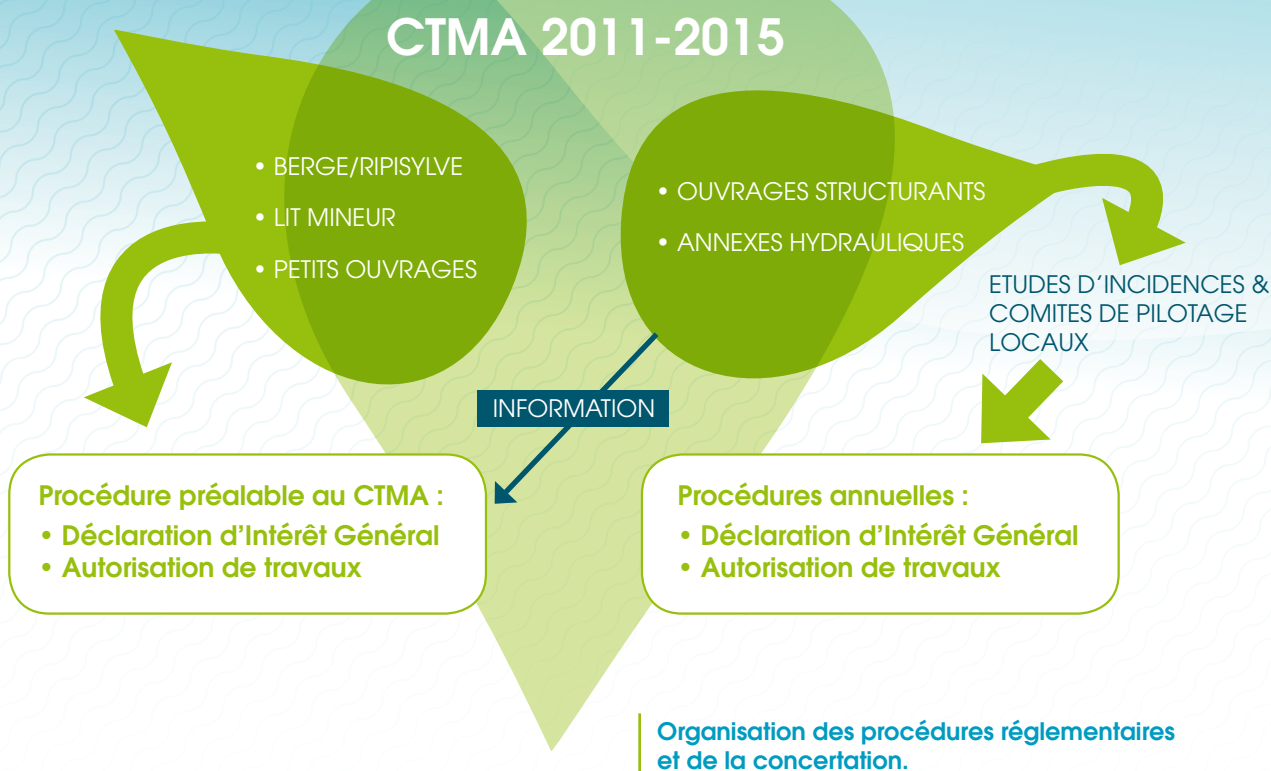 CTMA 2011-2015
• BERGE/RIPISYLVE
• LIT MINEUR
• PETITS OUVRAGES
• OUVRAGES STRUCTURANTS
• ANNEXES HYDRAULIQUES
ETUDES D'INCIDENCES &
COMITES DE PILOTAGE
LOCAUX
INFORMATION
Procédure préalable au CTMA :
• Déclaration d'Intérêt Général
• Autorisation de travaux
Procédures annuelles :
• Déclaration d'Intérêt Général
• Autorisation de travaux
Organisation des procédures réglementaires
et de la concertation.